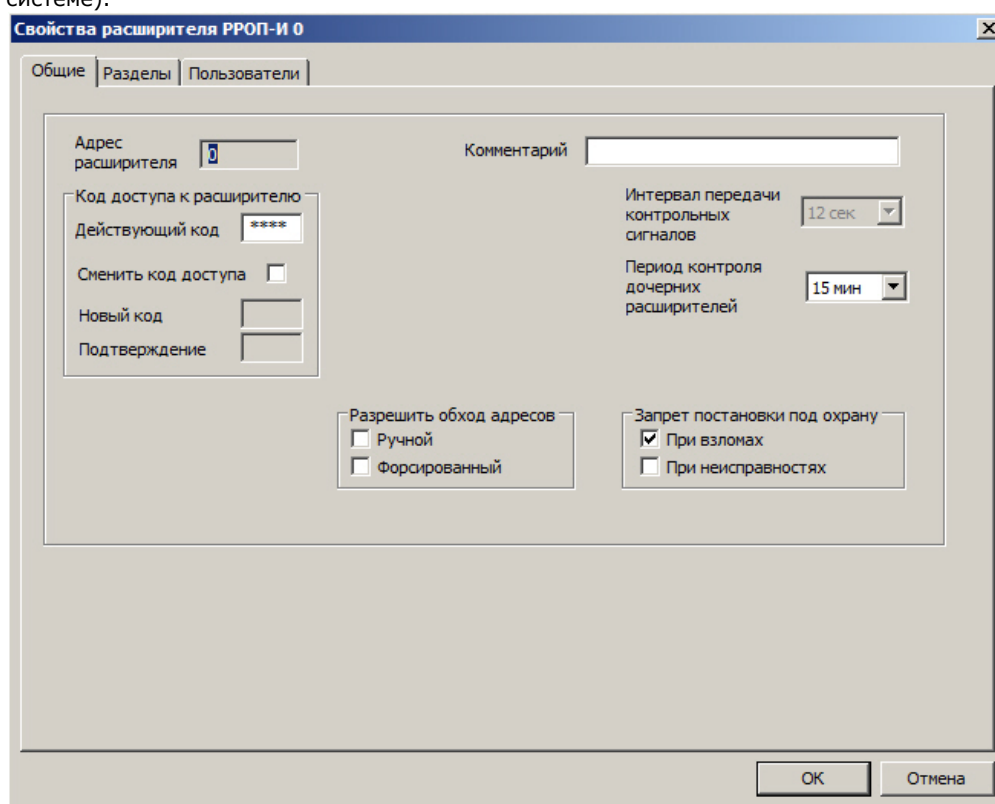 системе).
Свойства расширителя РРОП-И 0
Общие Разделы Пользователи
Адрес
расширителя
0
Комментарий
Код доступа к расширителю
Действующий код
****
Сменить код доступа
Новый код
Подтверждение
Интервал передачи
контрольных
сигналов
12 сек
Период контроля
дочерних
расширителей
15 мин
Разрешить обход адресов
Ручной
Форсированный
Запрет постановки под охрану
При взломах
При неисправностях
OK Отмена